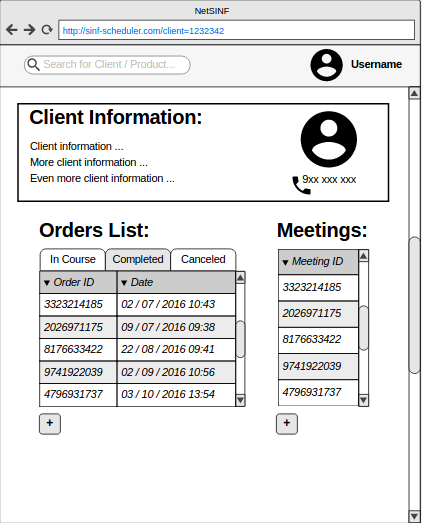 NetSINF
http://sinf-scheduler.com/client=1232342
Search for Client / Product...
Username
Client Information:
Client information ...
More client information ...
Even more client information ...
9xx xxx xxx
Orders List:
In Course Completed Canceled
▼ Order ID ▼ Date
3323214185 02 / 07 / 2016 10:43
2026971175 09 / 07 / 2016 09:38
8176633422 22 / 08 / 2016 09:41
9741922039 02 / 09 / 2016 10:56
4796931737 03 / 10 / 2016 13:54
+
Meetings:
▼ Meeting ID
3323214185
2026971175
8176633422
9741922039
4796931737
+